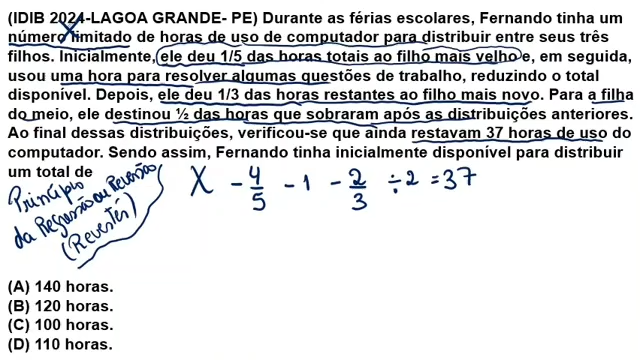 (IDIB 2024-LAGOA GRANDE- PE) Durante as férias escolares, Fernando tinha um
número limitado de horas de uso de computador para distribuir entre seus três
filhos. Inicialmente, ele deu 1/5 das horas totais ao filho mais velho e, em seguida,
usou uma hora para resolver algumas questões de trabalho, reduzindo o total
disponível. Depois, ele deu 1/3 das horas restantes ao filho mais novo. Para a filha
do meio, ele destinou ½ das horas que sobraram após as distribuições anteriores.
Ao final dessas distribuições, verificou-se que ainda restavam 37 horas de uso do
computador. Sendo assim, Fernando tinha inicialmente disponível para distribuir
um total de
X - 4/5 - 1 - 2/3 ÷2 = 37
Princípio
da Regressão ou Reversão
(Revertés)
(A) 140 horas.
(B) 120 horas.
(C) 100 horas.
(D) 110 horas.